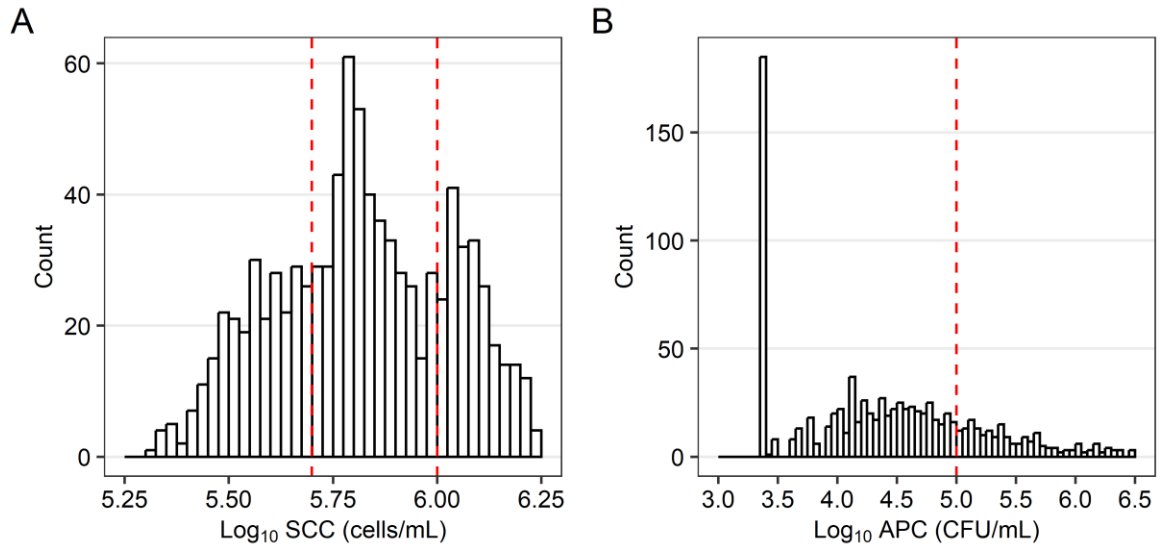 A
Count
60
40
20
0
5.25 5.50 5.75 6.00 6.25
Log₁₀ SCC (cells/mL)
B
Count
150
100
50
0
3.0 3.5 4.0 4.5 5.0 5.5 6.0 6.5
Log₁₀ APC (CFU/mL)